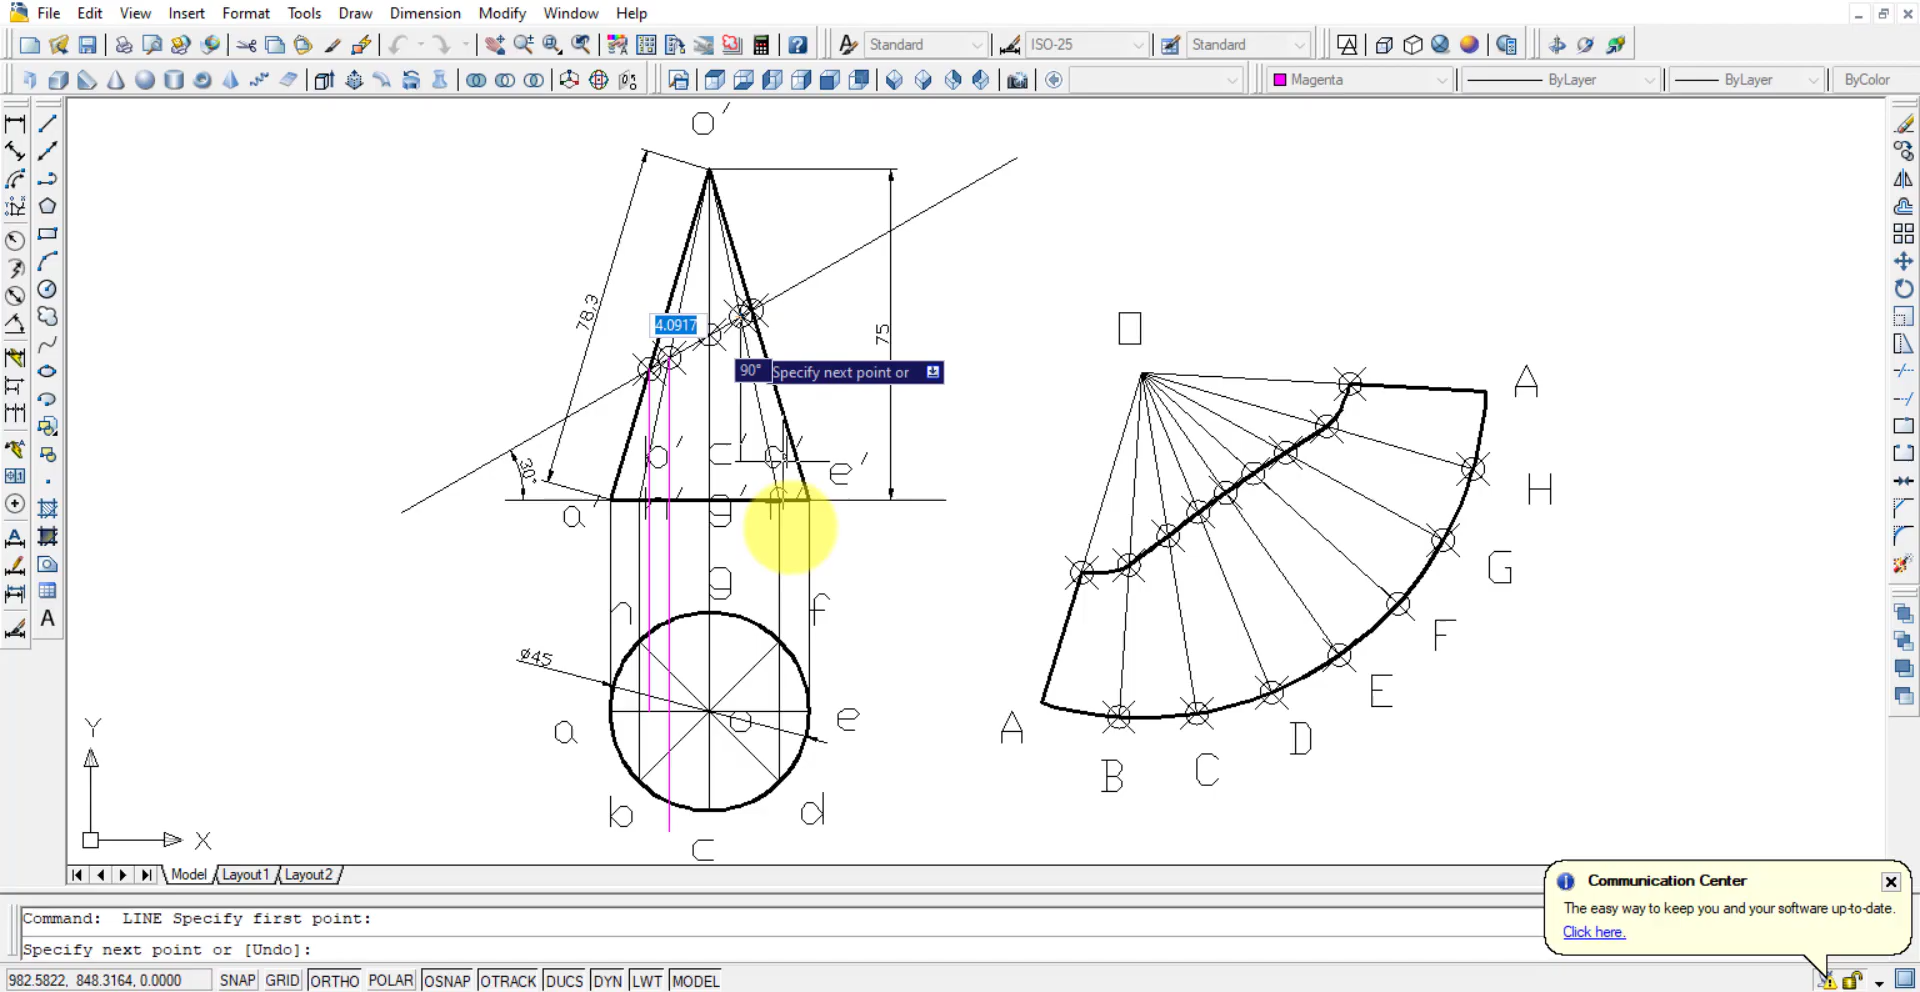 File Edit View Insert Format Tools Draw Dimension Modify Window Help
Standard ISO-25 Standard
Magenta ByLayer ByLayer ByColor
o'
78.3
75
4.0917
90° Specify next point or
30°
b' c' d' e'
a' g'
h g f
ø45
a o e
b d
c
O
A
H
G
F
E
D
A B C
Y
X
Model Layout1 Layout2
Command: LINE Specify first point:
Specify next point or [Undo]:
Communication Center
The easy way to keep you and your software up-to-date.
Click here.
982.5822, 848.3164, 0.0000 SNAP GRID ORTHO POLAR OSNAP OTRACK DUCS DYN LWT MODEL